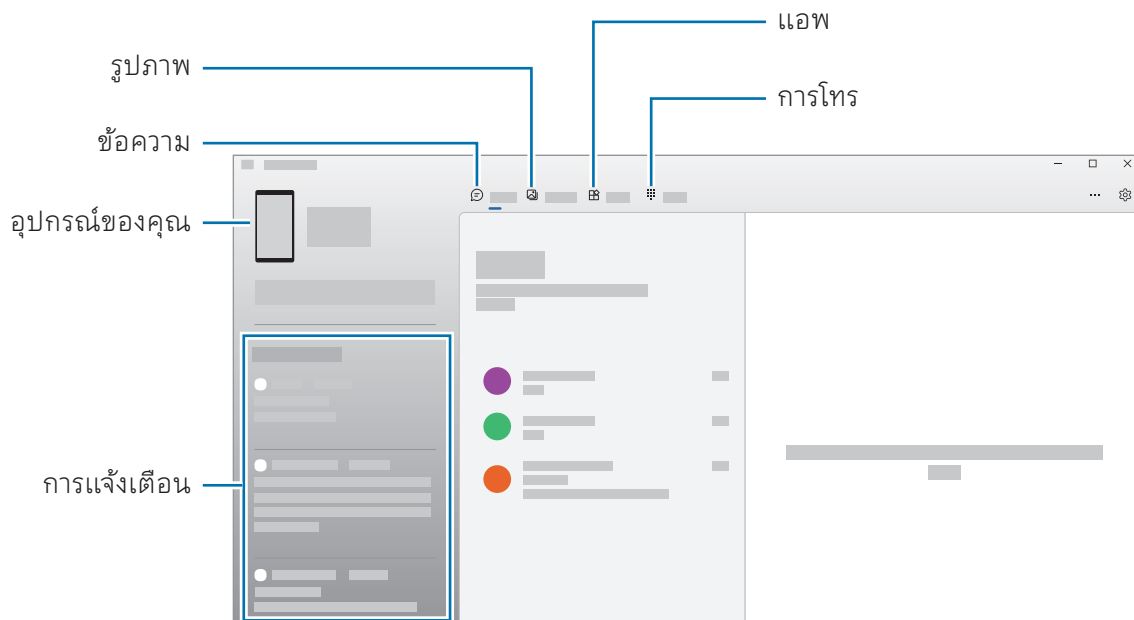 แอพ
รูปภาพ
การโทร
ข้อความ
อุปกรณ์ของคุณ
การแจ้งเตือน